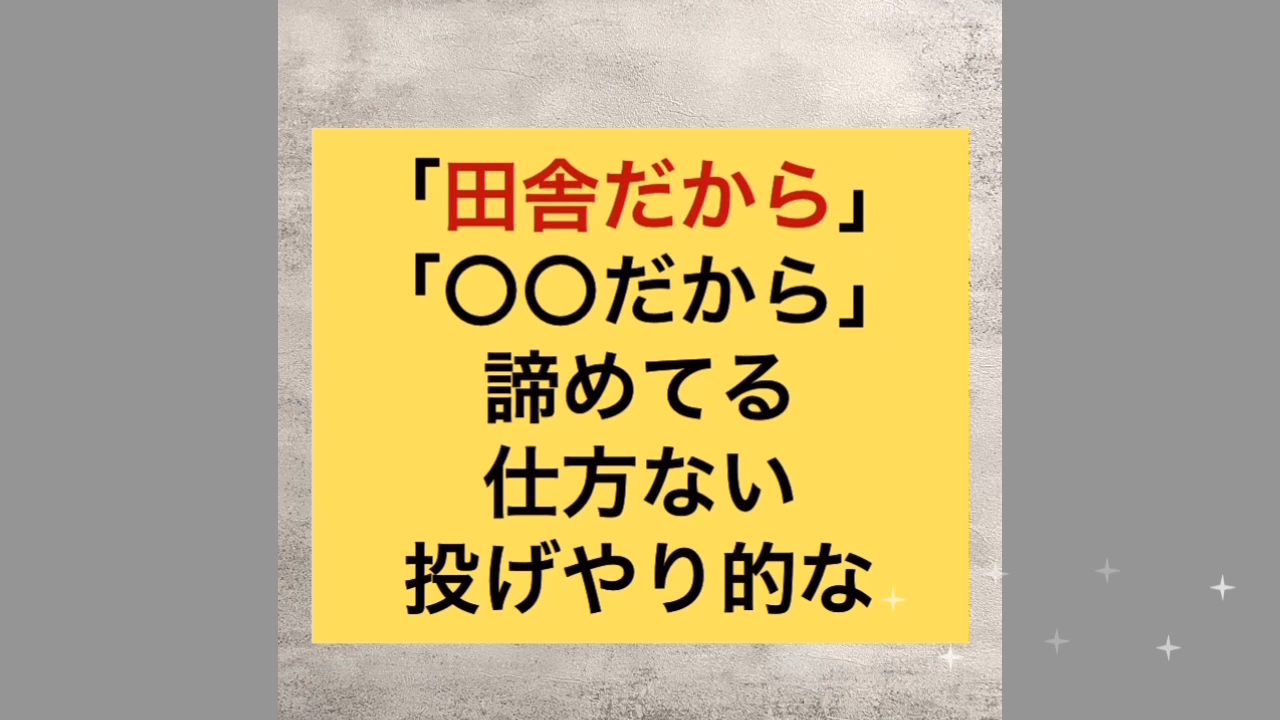 「田舎だから」
「〇〇だから」
諦めてる
仕方ない
投げやり的な